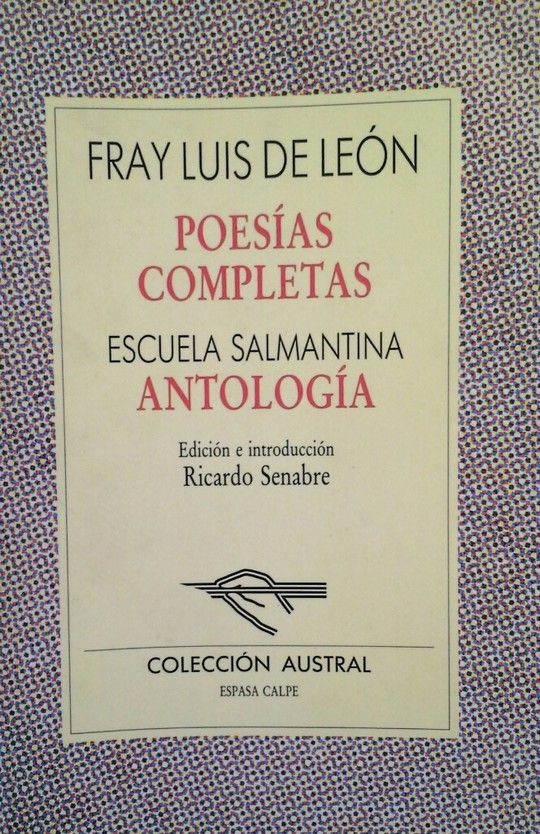 FRAY LUIS DE LEÓN
POESÍAS
COMPLETAS
ESCUELA SALMANTINA
ANTOLOGÍA
Edición e introducción
Ricardo Senabre
COLECCIÓN AUSTRAL
ESPASA CALPE